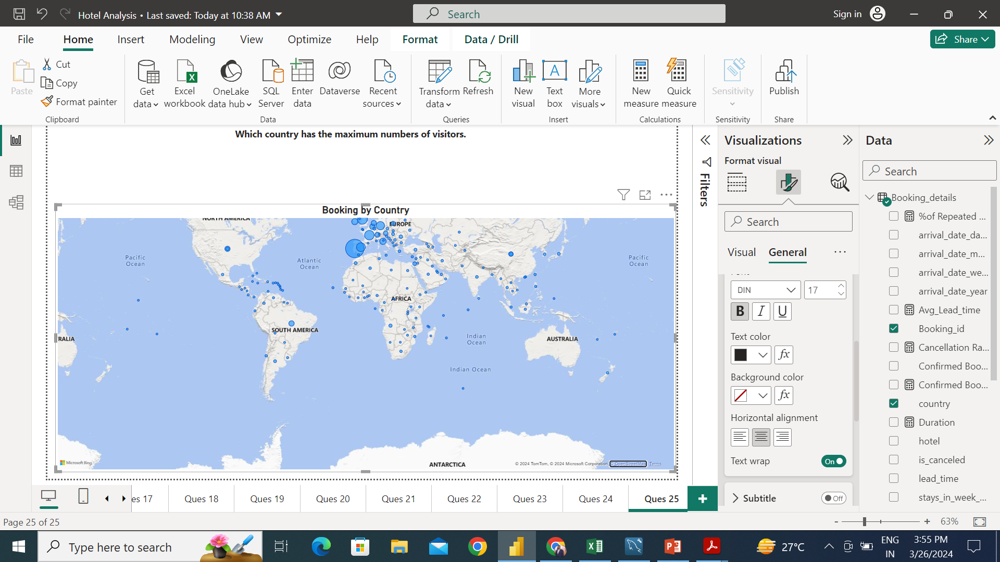 Hotel Analysis • Last saved: Today at 10:38 AM
Search
Sign in
File Home Insert Modeling View Optimize Help Format Data / Drill
Share
Paste
Cut
Copy
Format painter
Clipboard
Get data
Excel workbook
OneLake data hub
SQL Server
Enter data
Dataverse
Recent sources
Data
Transform data
Refresh
Queries
New visual
Text box
More visuals
Insert
New measure
Quick measure
Calculations
Sensitivity
Sensitivity
Publish
Share
Which country has the maximum numbers of visitors.
Booking by Country
NORTH AMERICA
EUROPE
Pacific Ocean
Atlantic Ocean
Pacific Ocean
AFRICA
SOUTH AMERICA
Indian Ocean
RALIA
AUSTRALIA
Indian Ocean
ANTARCTICA
Microsoft Bing
© 2024 TomTom, © 2024 Microsoft Corporation, © OpenStreetMap Terms
Filters
Visualizations
Format visual
Search
Visual General ...
DIN
17
B I U
Text color
fx
Background color
fx
Horizontal alignment
Text wrap
On
Subtitle
Off
Data
Search
Booking_details
%of Repeated ...
arrival_date_da...
arrival_date_m...
arrival_date_we...
arrival_date_year
Avg_Lead_time
Booking_id
Cancellation Ra...
Confirmed Boo...
Confirmed Boo...
country
Duration
hotel
is_canceled
lead_time
stays_in_week_...
es 17 Ques 18 Ques 19 Ques 20 Ques 21 Ques 22 Ques 23 Ques 24 Ques 25 +
Page 25 of 25
- + 63%
Type here to search
27°C
ENG
IN
3:55 PM
3/26/2024